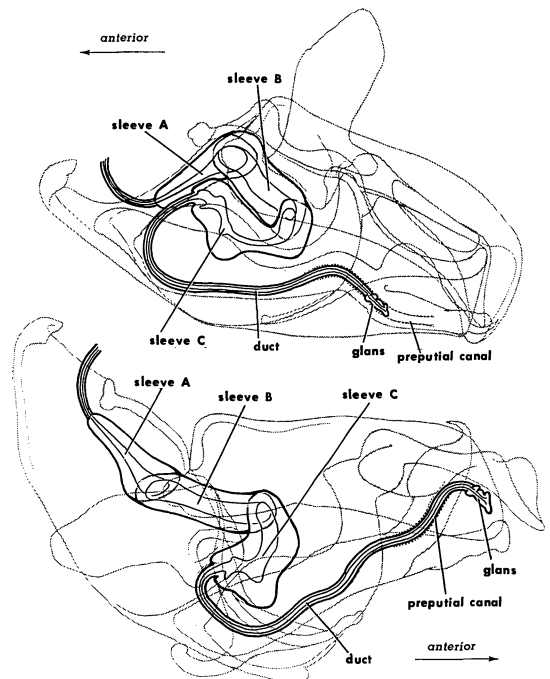 anterior
sleeve B
sleeve A
sleeve C
duct
glans
preputial canal
sleeve A
sleeve B
sleeve C
glans
preputial canal
duct
anterior